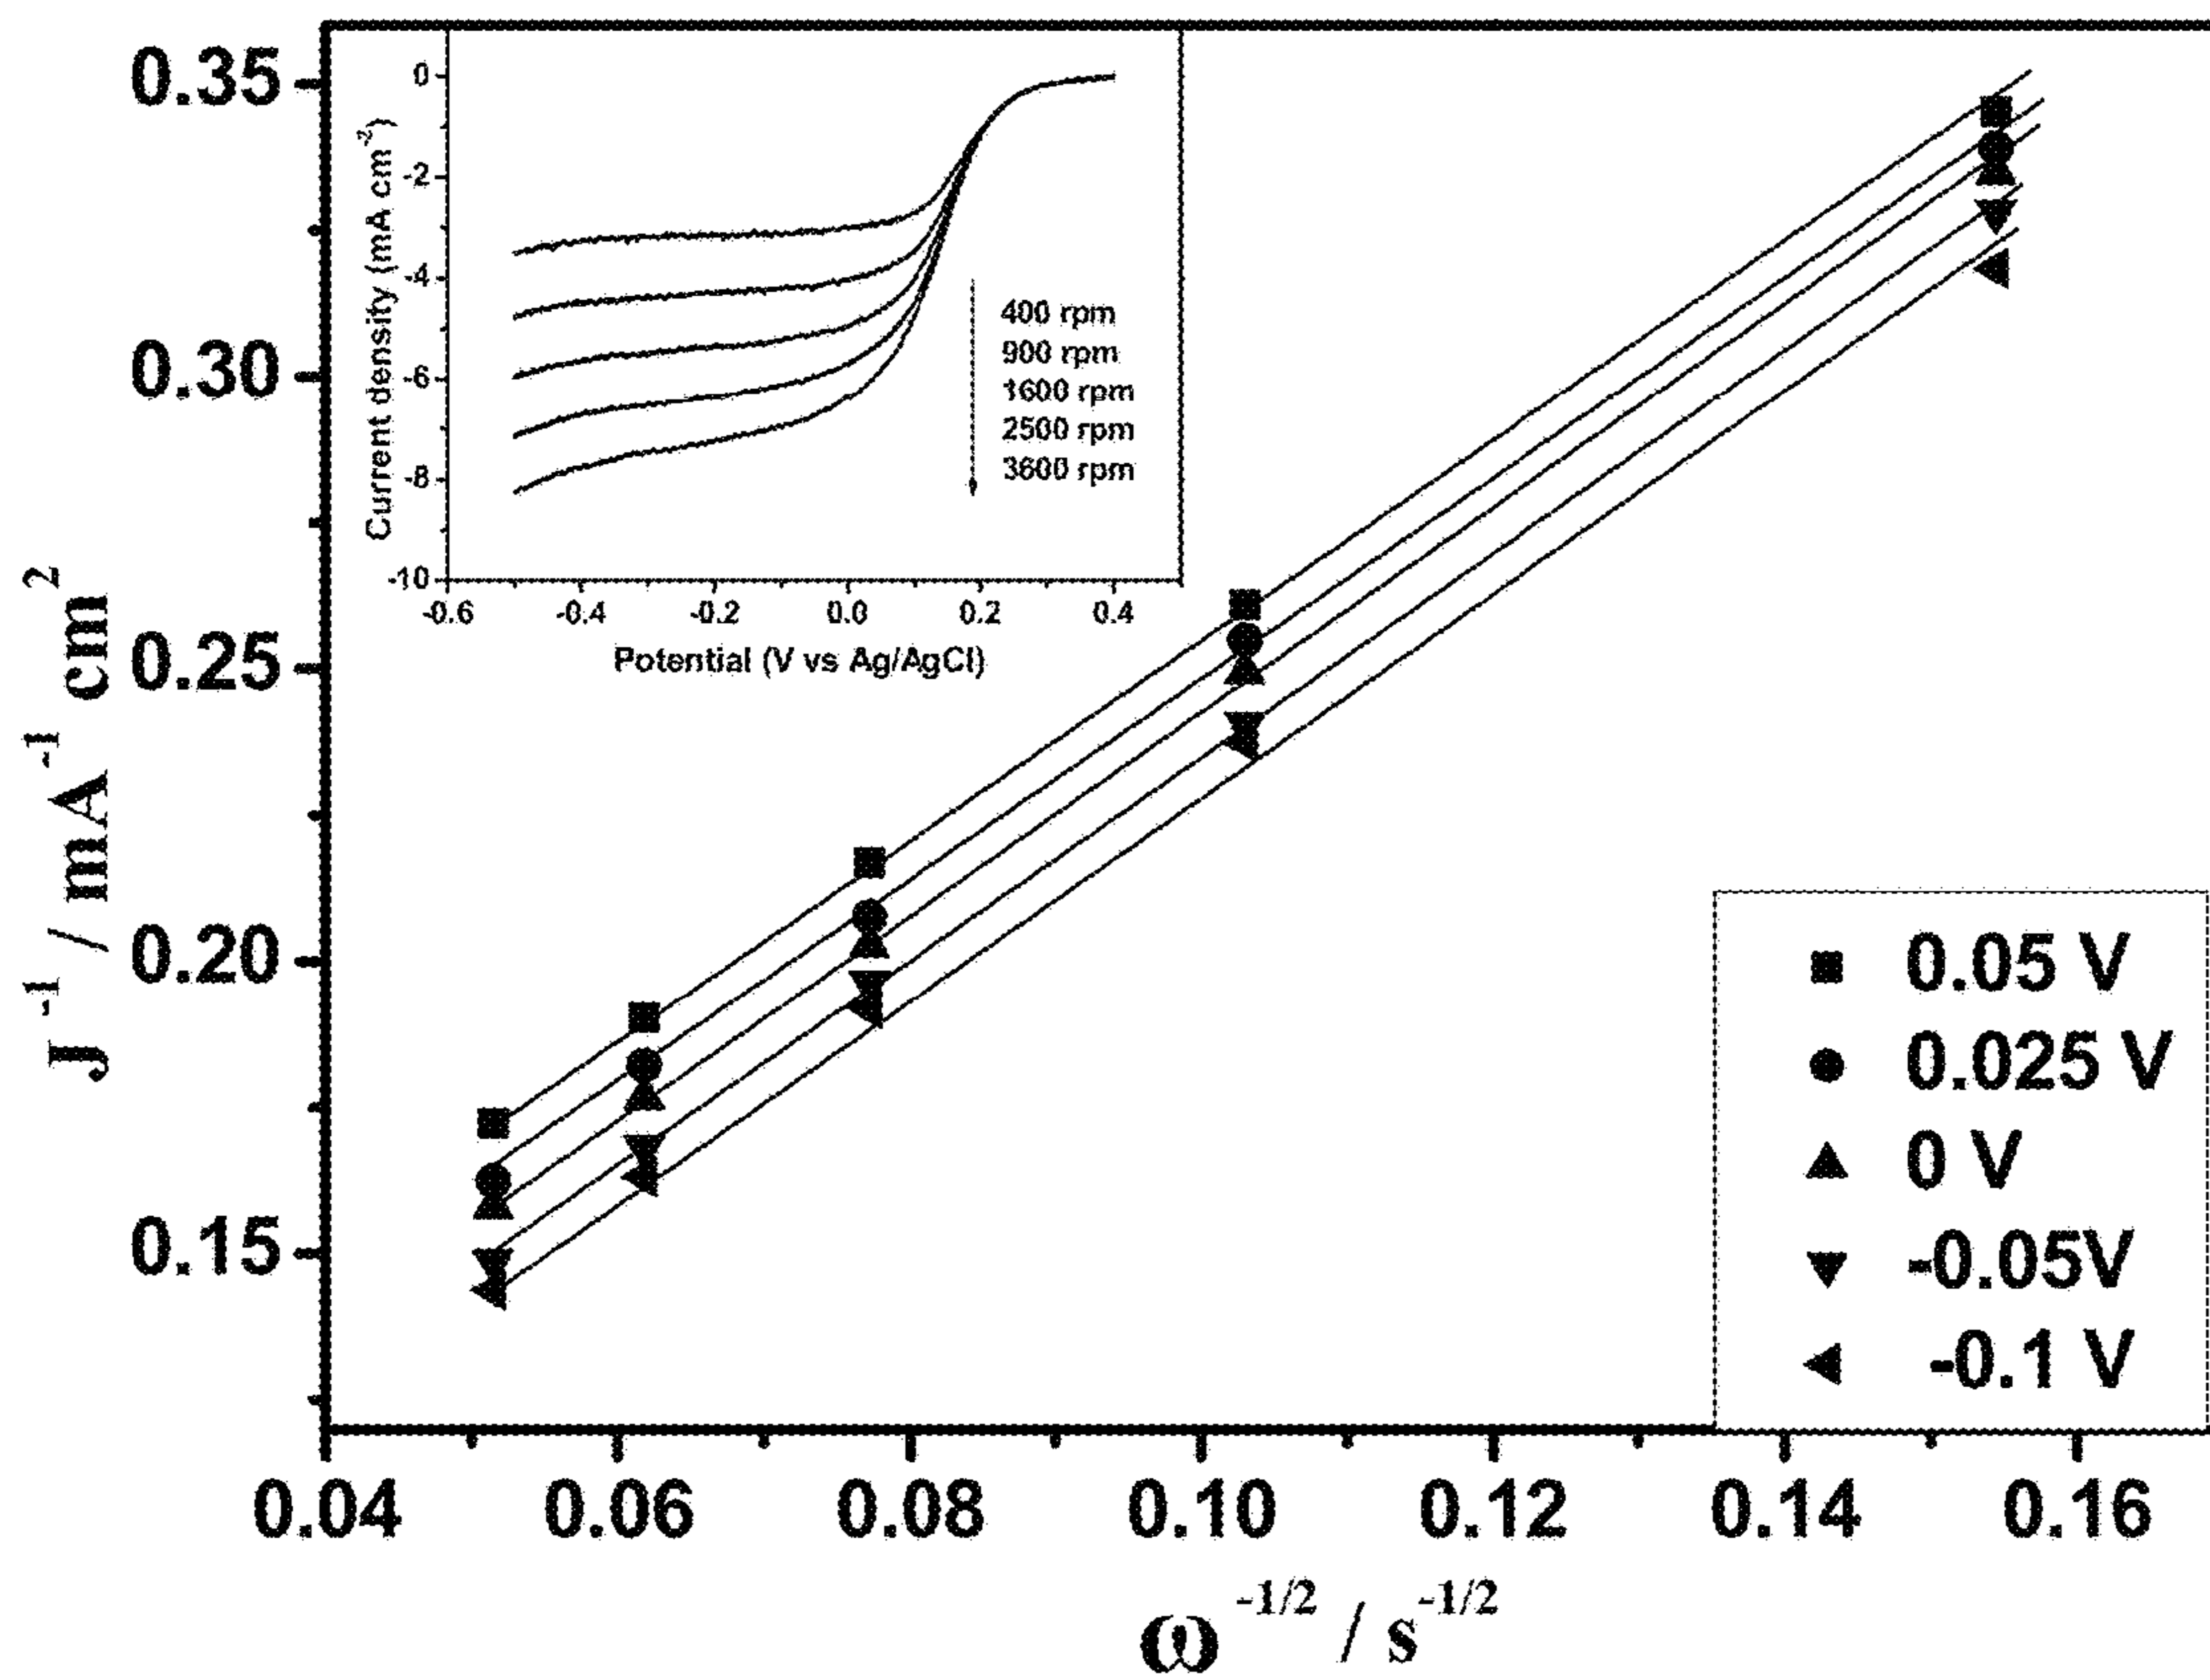 0.35
0.30
0.25
0.20
0.15
J⁻¹ / mA⁻¹ cm²
0
-2
-4
-6
-8
-10
Current density (mA cm⁻²)
400 rpm
900 rpm
1600 rpm
2500 rpm
3600 rpm
-0.6 -0.4 -0.2 0.0 0.2 0.4
Potential (V vs Ag/AgCl)
0.05 V
0.025 V
0 V
-0.05V
-0.1 V
0.04 0.06 0.08 0.10 0.12 0.14 0.16
ω⁻¹/² / s⁻¹/²